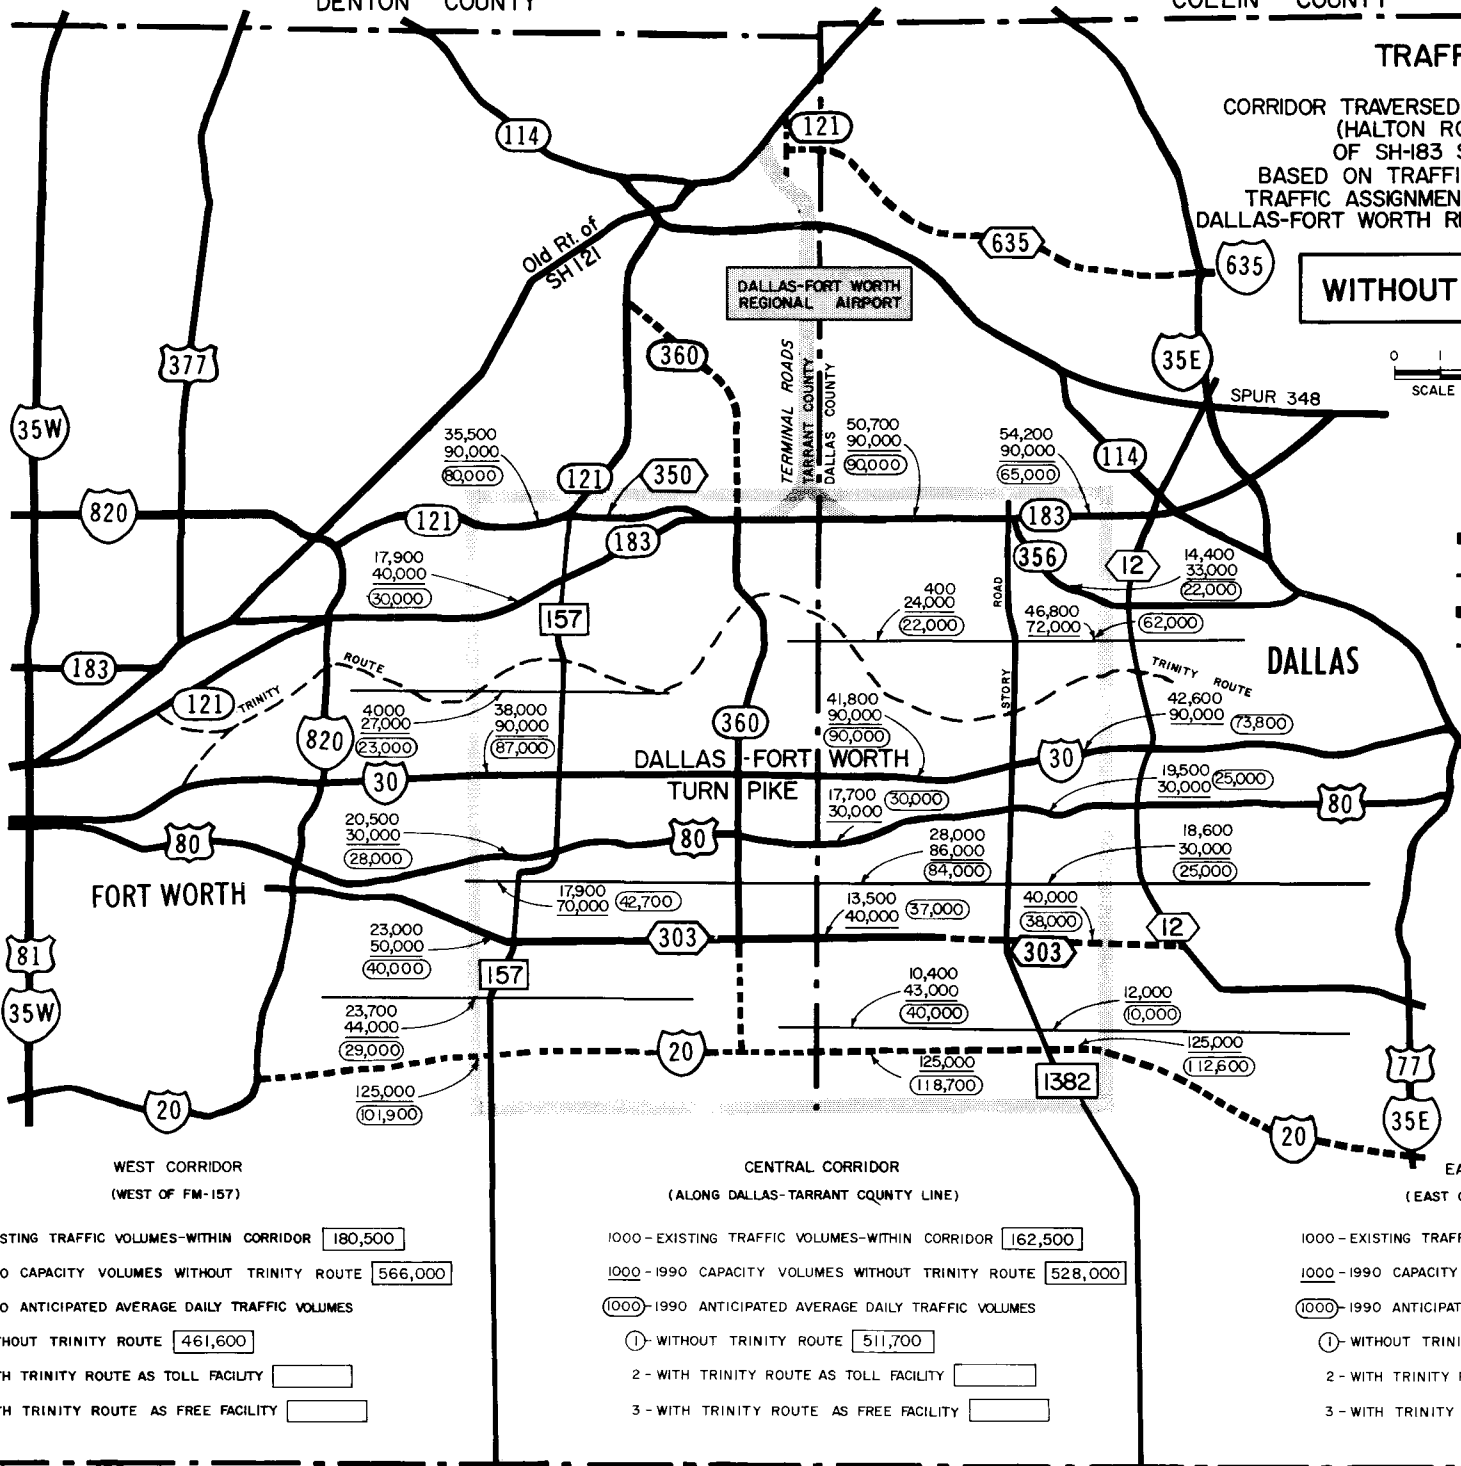 DENTON COUNTY
COLLIN COUNTY
TRAFF
CORRIDOR TRAVERSED
(HALTON RO
OF SH-183 S
BASED ON TRAFFI
TRAFFIC ASSIGNMEN
DALLAS-FORT WORTH RE
WITHOUT
0 1
SCALE
114
121
635
635
Old Rt. of
SH 121
DALLAS-FORT WORTH
REGIONAL AIRPORT
377
360
35E
TERMINAL ROADS
TARRANT COUNTY
DALLAS COUNTY
SPUR 348
35W
35,500
90,000
80,000
50,700
90,000
90,000
54,200
90,000
65,000
114
121
350
820
121
183
183
356
12
17,900
40,000
30,000
14,400
33,000
22,000
400
24,000
22,000
ROAD
46,800
72,000
62,000
157
183
TRINITY ROUTE
121
820
4000
27,000
23,000
38,000
90,000
87,000
360
41,800
90,000
90,000
STORY
TRINITY ROUTE
DALLAS
42,600
90,000
73,800
30
DALLAS-FORT WORTH
TURNPIKE
30
19,500
30,000
25,000
80
17,700
30,000
30,000
20,500
30,000
28,000
80
80
28,000
86,000
84,000
18,600
30,000
25,000
FORT WORTH
17,900
70,000
42,700
13,500
40,000
37,000
40,000
38,000
23,000
50,000
40,000
303
303
12
81
157
35W
10,400
43,000
40,000
12,000
10,000
23,700
44,000
29,000
20
125,000
118,700
125,000
112,600
125,000
101,900
1382
77
35E
20
20
WEST CORRIDOR
(WEST OF FM-157)
STING TRAFFIC VOLUMES-WITHIN CORRIDOR 180,500
0 CAPACITY VOLUMES WITHOUT TRINITY ROUTE 566,000
0 ANTICIPATED AVERAGE DAILY TRAFFIC VOLUMES
THOUT TRINITY ROUTE 461,600
TH TRINITY ROUTE AS TOLL FACILITY
TH TRINITY ROUTE AS FREE FACILITY
CENTRAL CORRIDOR
(ALONG DALLAS-TARRANT COUNTY LINE)
1000-EXISTING TRAFFIC VOLUMES-WITHIN CORRIDOR 162,500
1000-1990 CAPACITY VOLUMES WITHOUT TRINITY ROUTE 528,000
1000-1990 ANTICIPATED AVERAGE DAILY TRAFFIC VOLUMES
1-WITHOUT TRINITY ROUTE 511,700
2-WITH TRINITY ROUTE AS TOLL FACILITY
3-WITH TRINITY ROUTE AS FREE FACILITY
EA
(EAST O
1000-EXISTING TRAFF
1000-1990 CAPACITY
1000-1990 ANTICIPAT
1-WITHOUT TRINI
2-WITH TRINITY R
3-WITH TRINITY